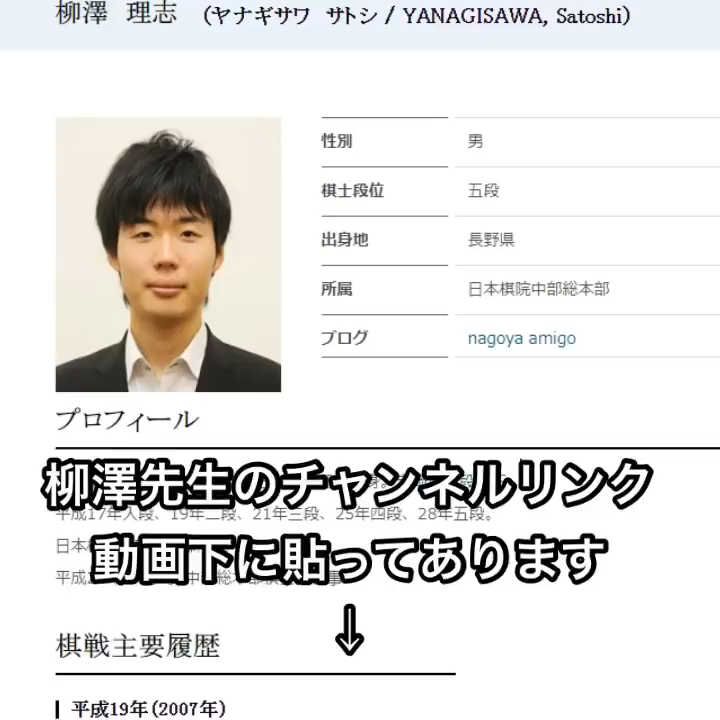 柳澤 理志 (ヤナギサワ サトシ / YANAGISAWA, Satoshi)
性別 男
棋士段位 五段
出身地 長野県
所属 日本棋院中部総本部
ブログ nagoya amigo
プロフィール
柳澤先生のチャンネルリンク
平成17年入段、19年二段、21年三段、25年四段、28年五段。
動画下に貼ってあります
↓
棋戦主要履歴
平成19年(2007年)